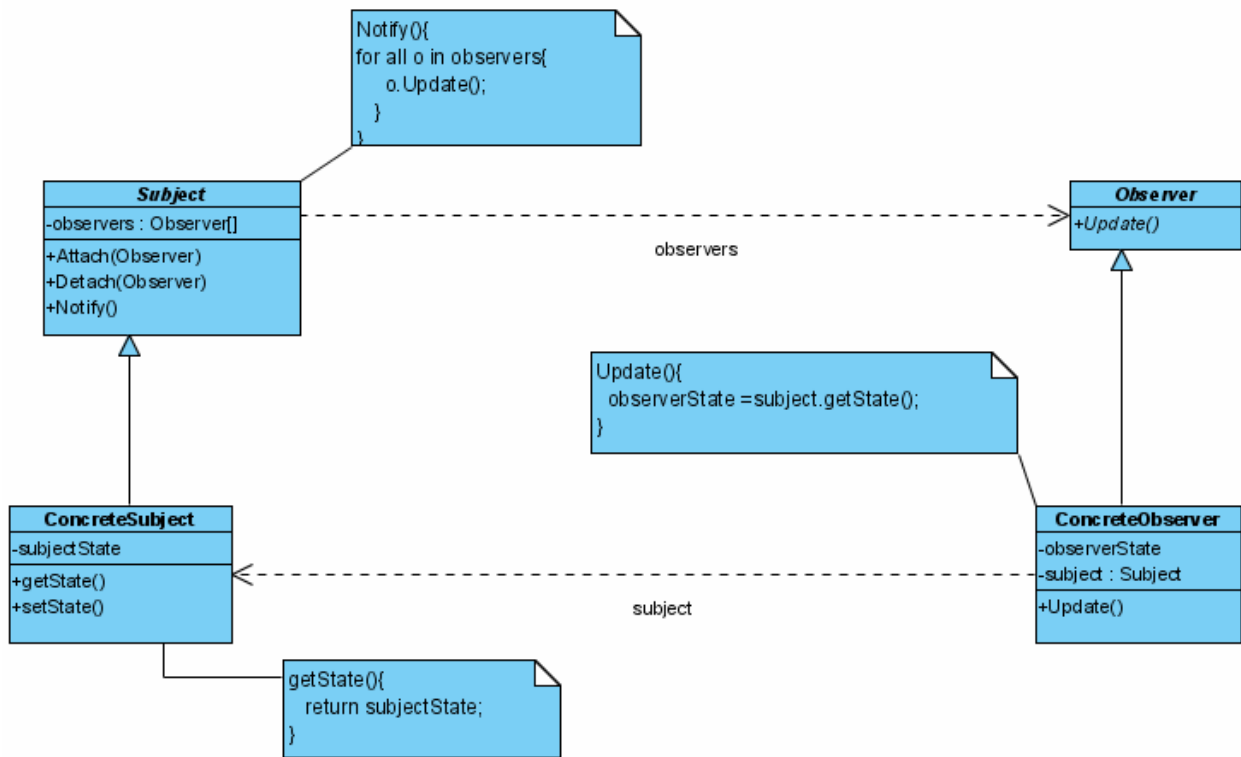 Notify(){
for all o in observers{
o.Update();
}
}
Subject
-observers : Observer[]
+Attach(Observer)
+Detach(Observer)
+Notify()
Observer
+Update()
observers
Update(){
observerState =subject.getState();
}
ConcreteSubject
-subjectState
+getState()
+setState()
ConcreteObserver
-observerState
-subject : Subject
+Update()
subject
getState(){
return subjectState;
}